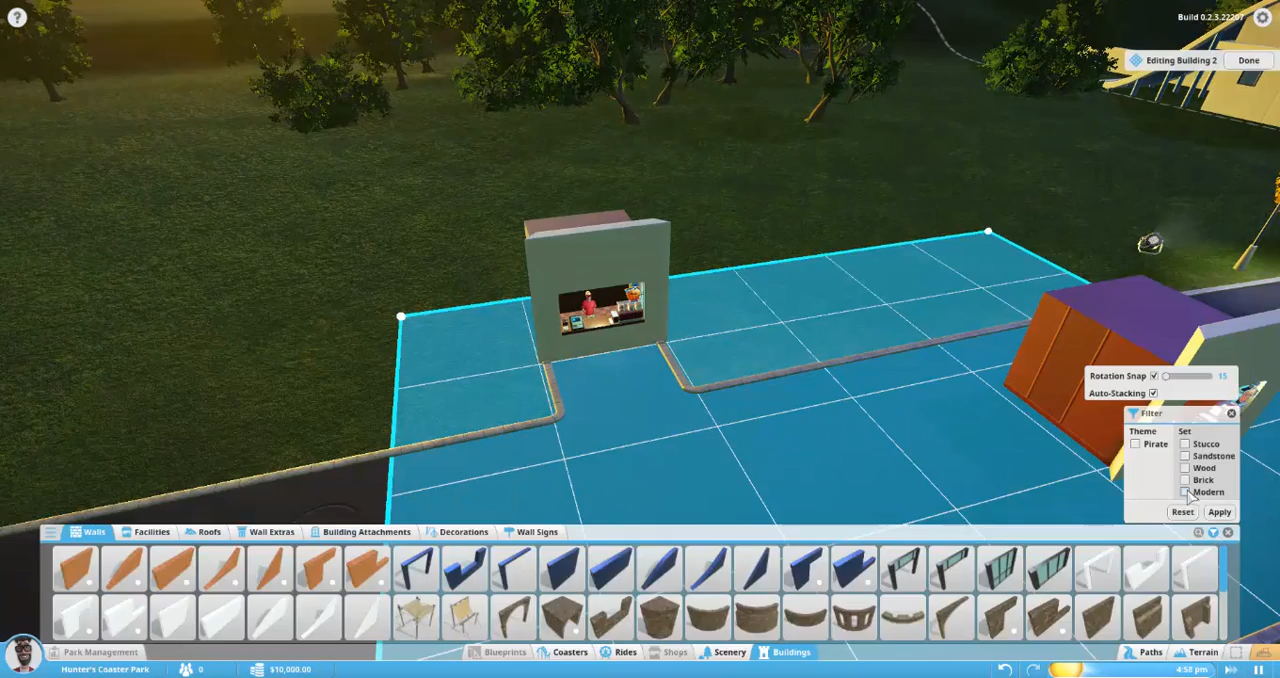 ?
Build 0.2.3.22207
Editing Building 2 Done
Rotation Snap 15
Auto-Stacking
Filter
Theme Set
Pirate Stucco
Sandstone
Wood
Brick
Modern
Reset Apply
Walls Facilities Roofs Wall Extras Building Attachments Decorations Wall Signs
Park Management Blueprints Coasters Rides Shops Scenery Buildings Paths Terrain
Hunter's Coaster Park 0 $10,000.00 4:58 pm